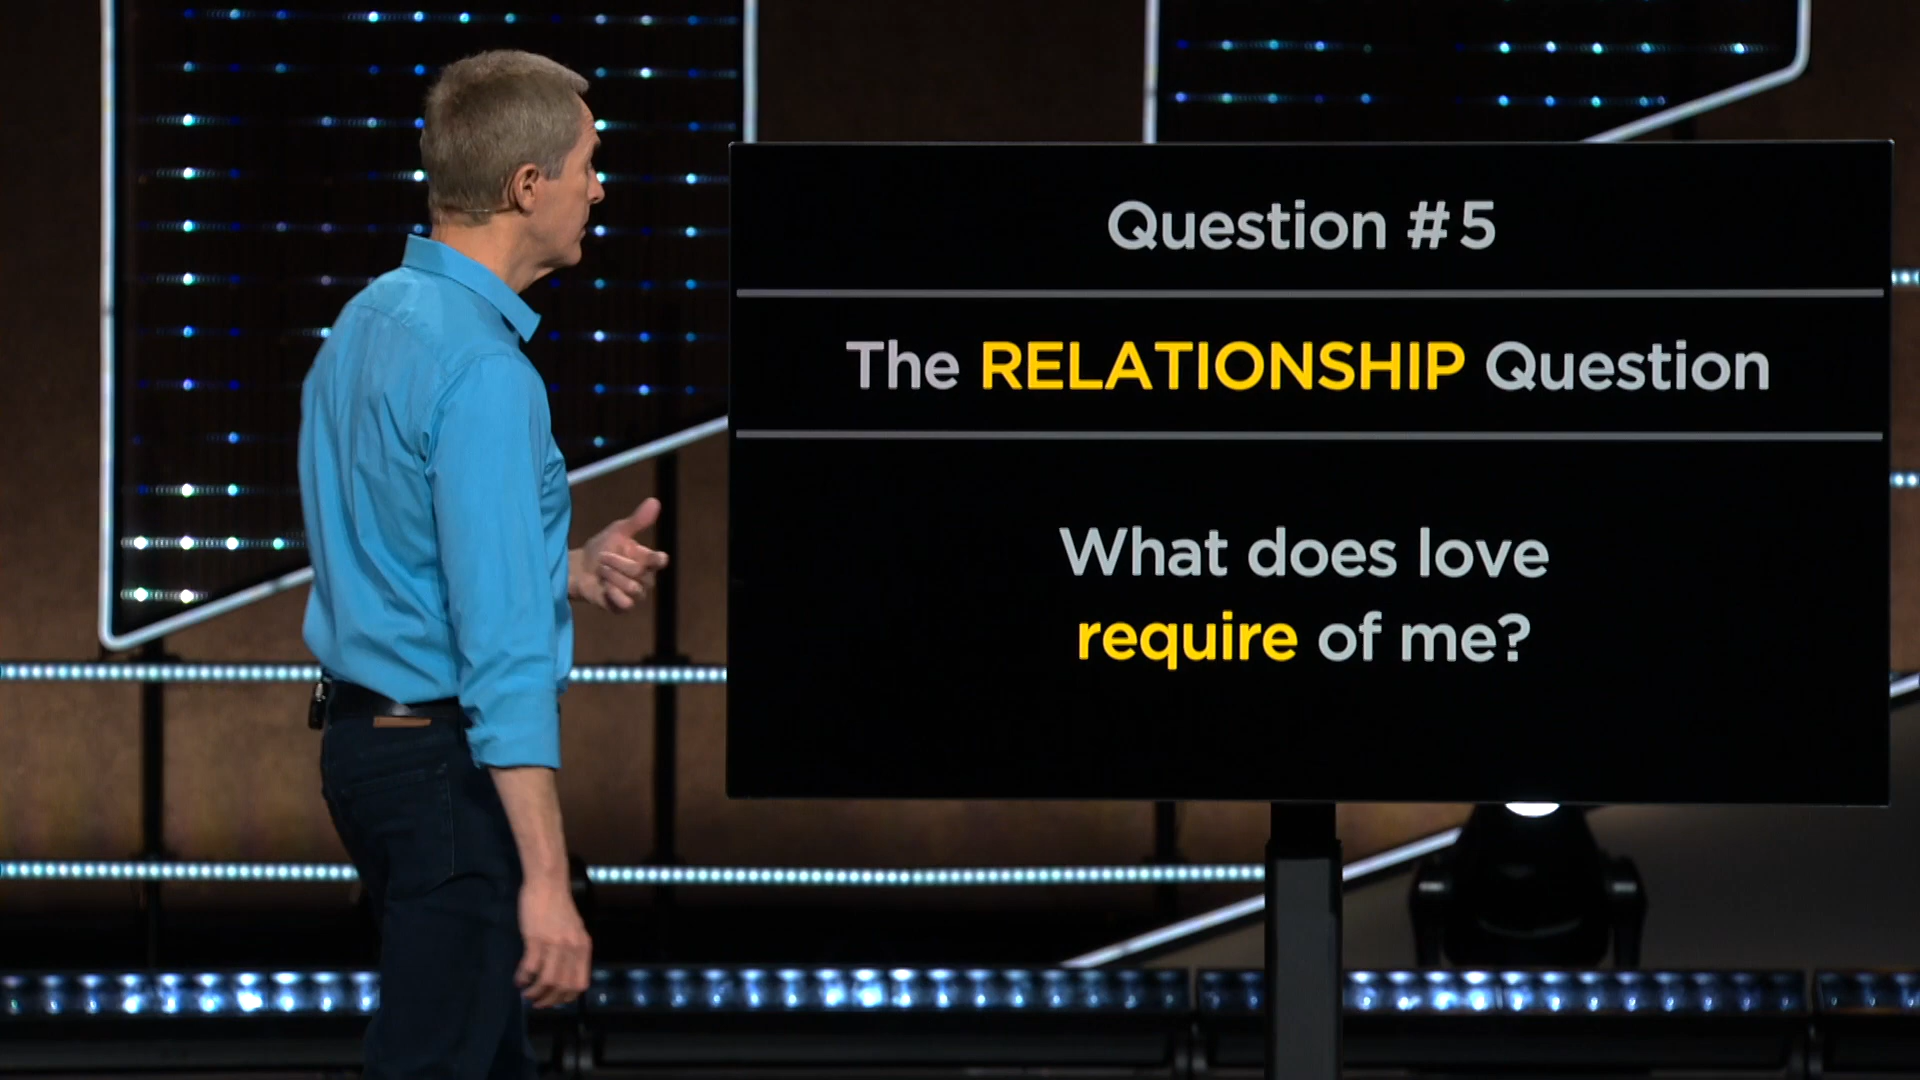 Question #5
The RELATIONSHIP Question
What does love
require of me?